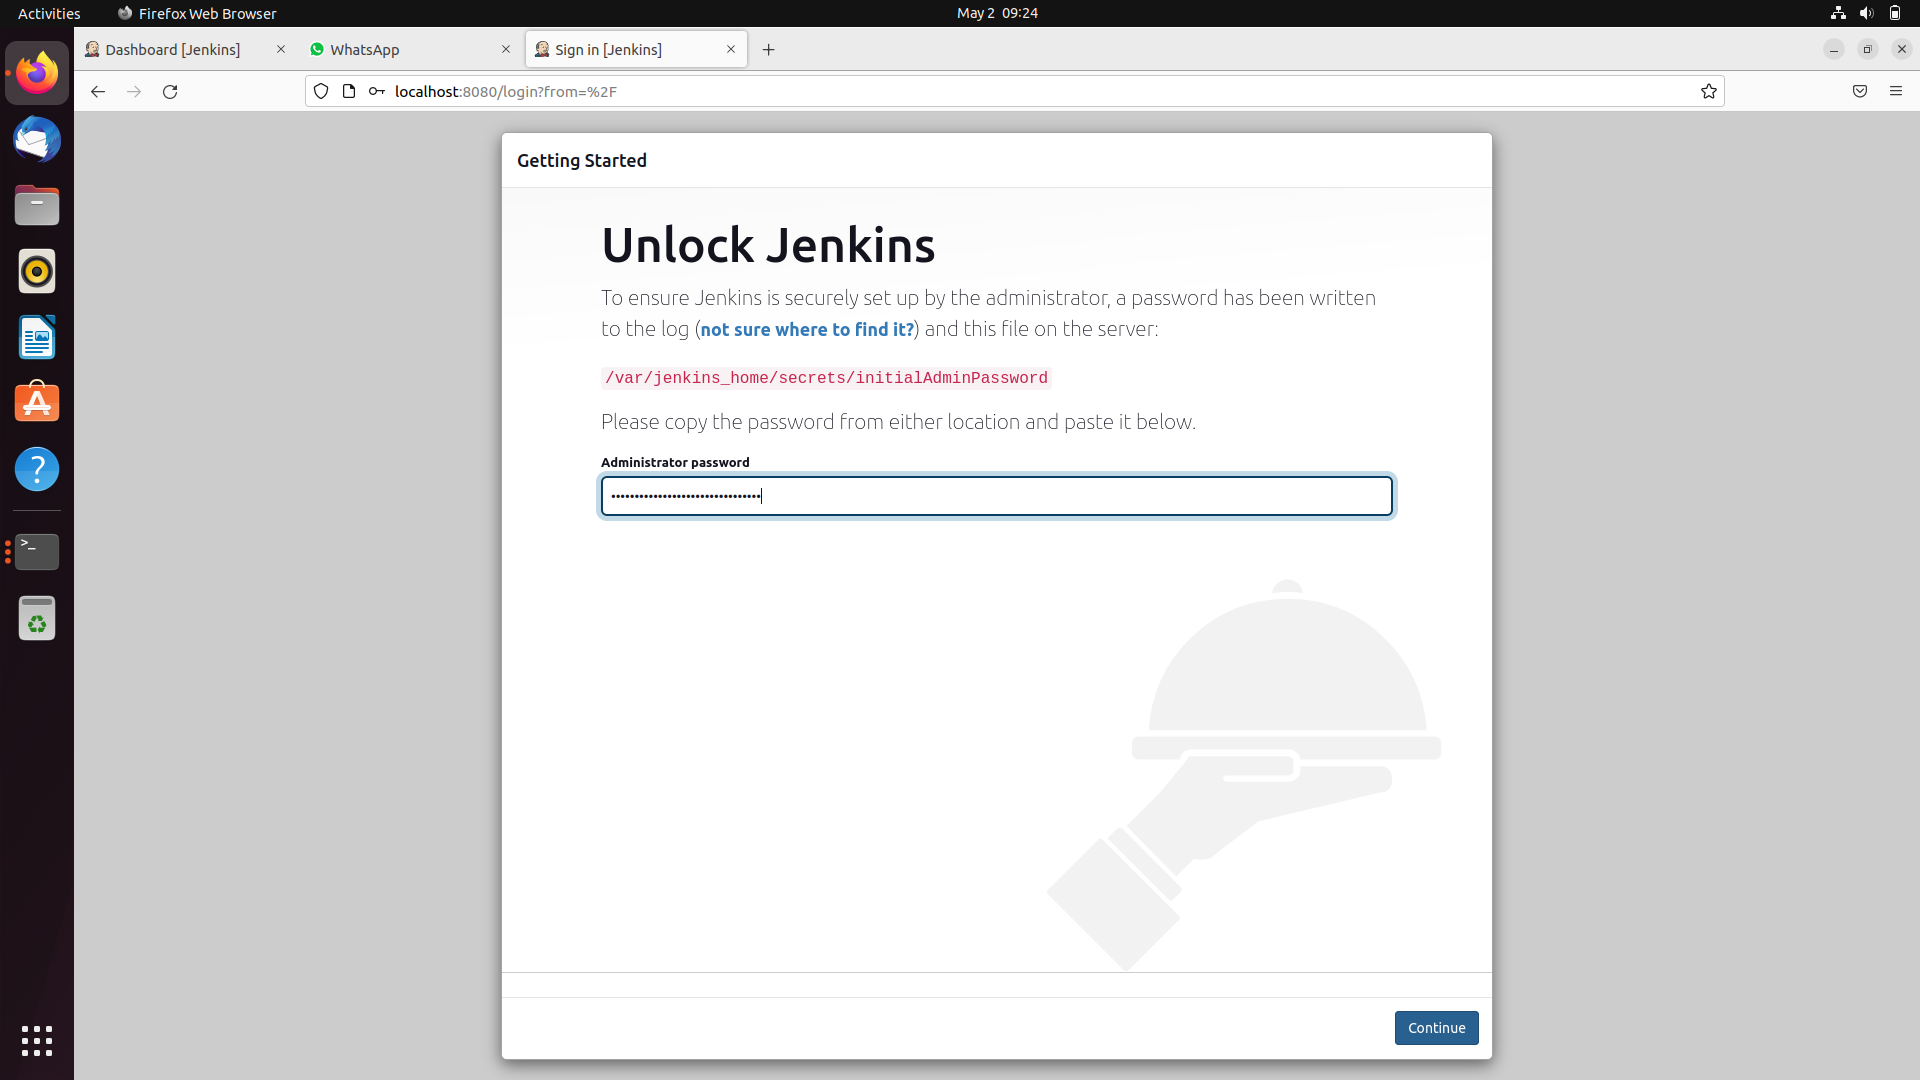 Activities
Firefox Web Browser
May 2 09:24
Dashboard [Jenkins]
WhatsApp
Sign in [Jenkins]
localhost:8080/login?from=%2F
Getting Started
Unlock Jenkins
To ensure Jenkins is securely set up by the administrator, a password has been written
to the log (not sure where to find it?) and this file on the server:
/var/jenkins_home/secrets/initialAdminPassword
Please copy the password from either location and paste it below.
Administrator password
••••••••••••••••••••••••••••••••
Continue